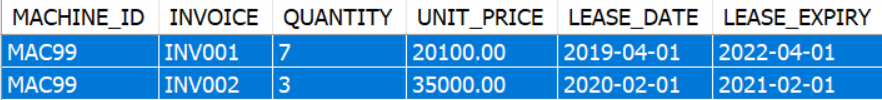 MACHINE_ID INVOICE QUANTITY UNIT_PRICE LEASE_DATE LEASE_EXPIRY
MAC99 INV001 7 20100.00 2019-04-01 2022-04-01
MAC99 INV002 3 35000.00 2020-02-01 2021-02-01